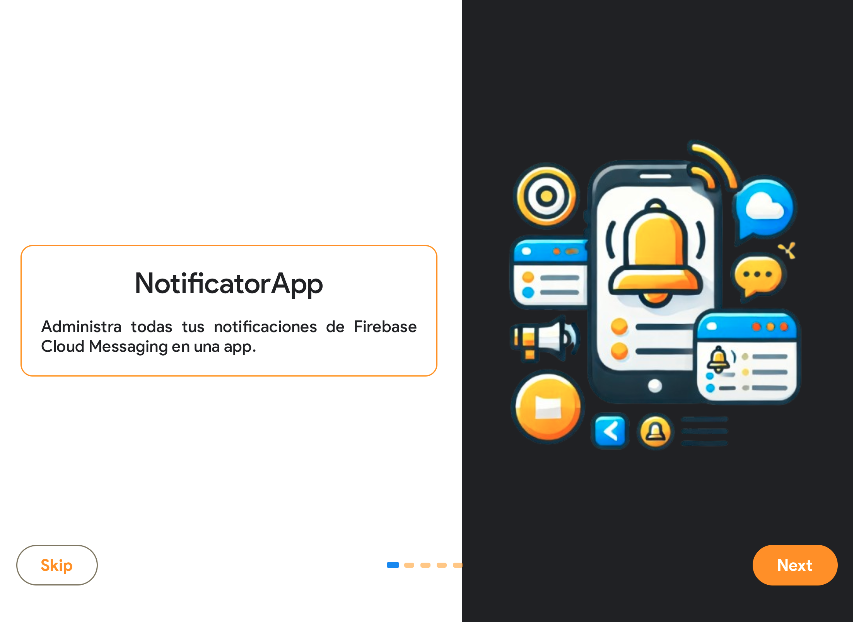 NotificatorApp
Administra todas tus notificaciones de Firebase
Cloud Messaging en una app.
Skip
Next